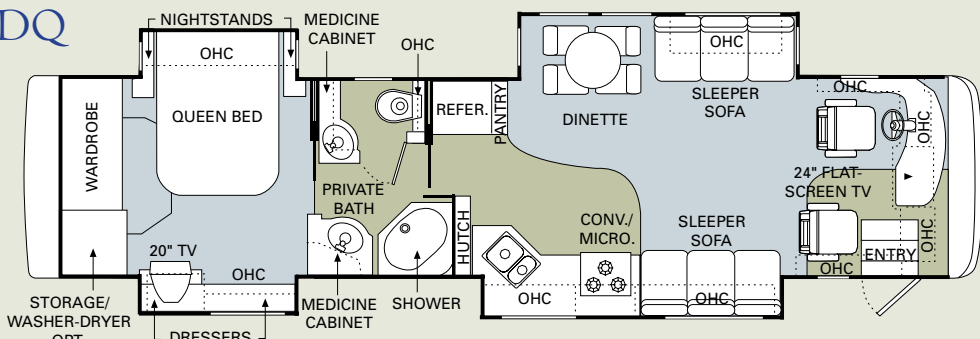 DQ
NIGHTSTANDS
MEDICINE
CABINET
OHC
OHC
OHC
OHC
WARDROBE
QUEEN BED
REFER.
PANTRY
DINETTE
SLEEPER
SOFA
OHC
24" FLAT-
SCREEN TV
PRIVATE
BATH
HUTCH
CONV./
MICRO.
SLEEPER
SOFA
OHC
20" TV
OHC
OHC
OHC
OHC
ENTRY
STORAGE/
WASHER-DRYER
OPT.
DRESSERS
MEDICINE
CABINET
SHOWER